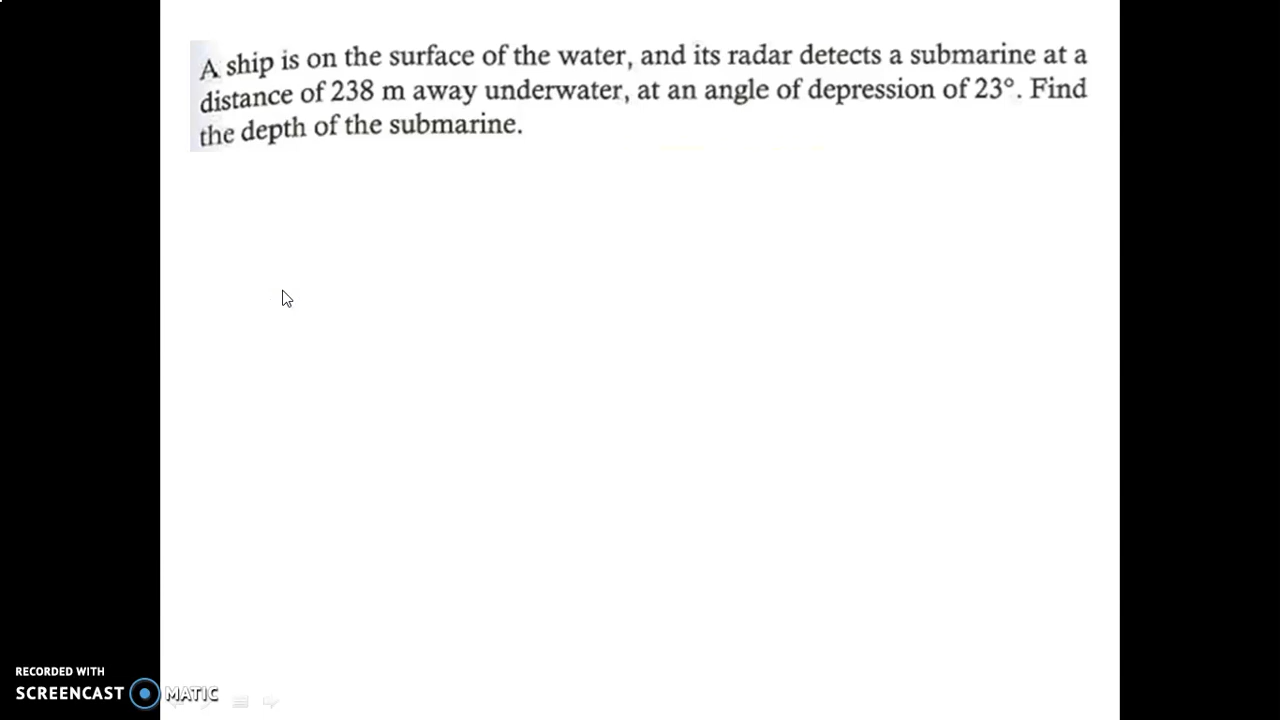 A ship is on the surface of the water, and its radar detects a submarine at a
distance of 238 m away underwater, at an angle of depression of 23°. Find
the depth of the submarine.
RECORDED WITH
SCREENCAST MATIC